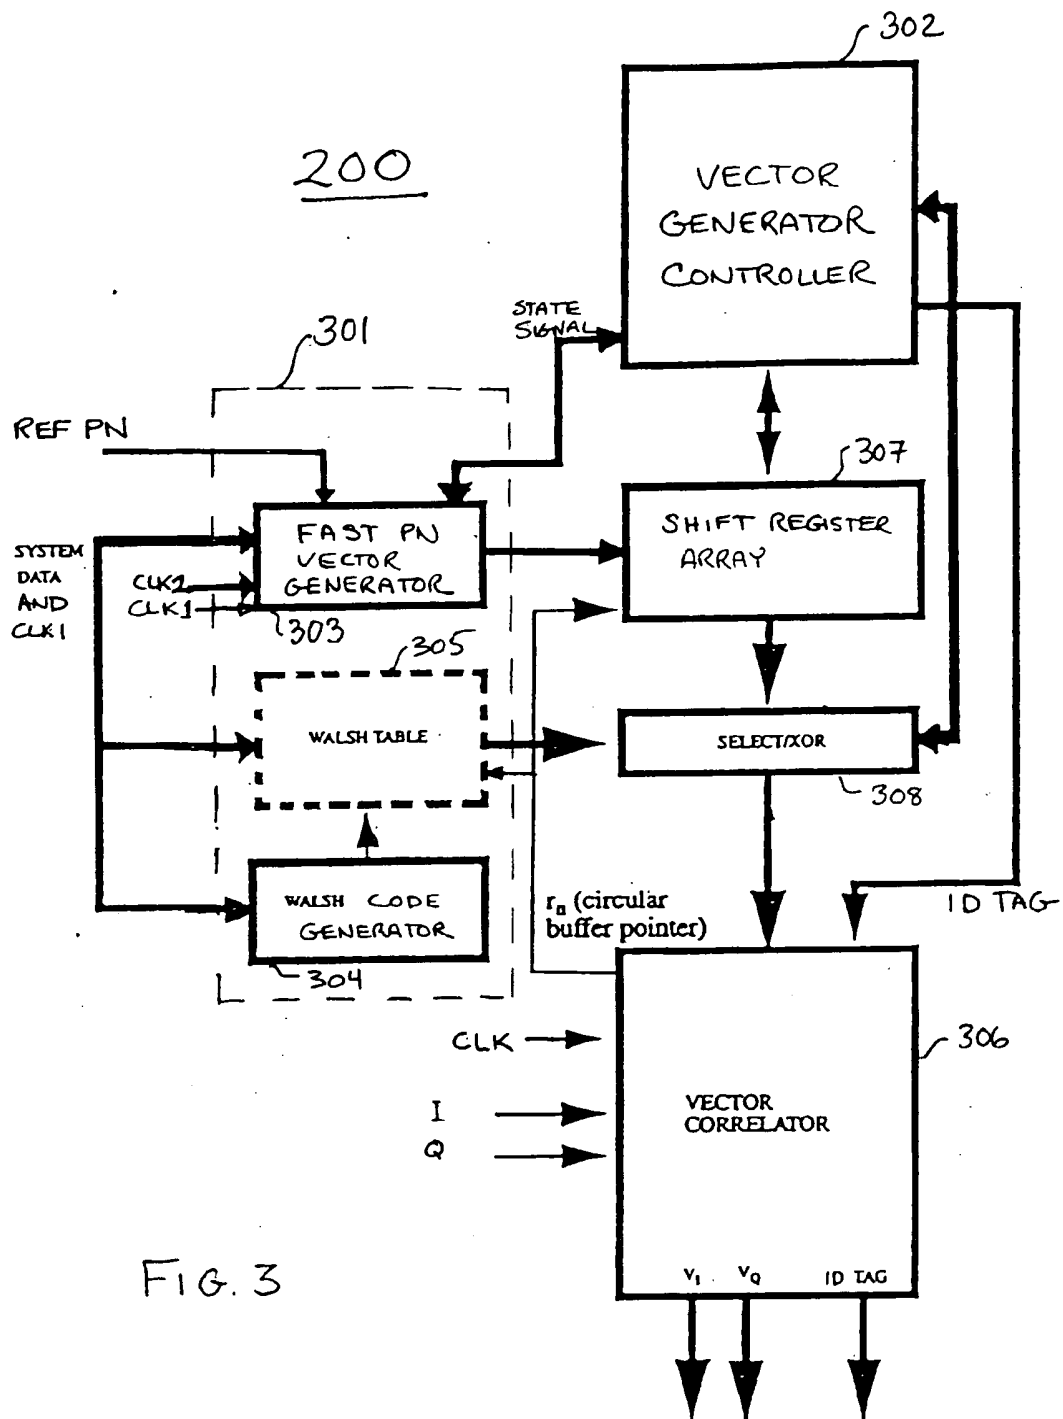 302
200
VECTOR
GENERATOR
CONTROLLER
STATE
SIGNAL
301
REF PN
307
FAST PN
VECTOR
GENERATOR
SHIFT REGISTER
ARRAY
SYSTEM
DATA
AND
CLK1
CLK2
CLK1
303
305
WALSH TABLE
SELECT/XOR
308
WALSH CODE
GENERATOR
304
rn (circular
buffer pointer)
ID TAG
CLK
306
I
Q
VECTOR
CORRELATOR
VI VQ ID TAG
FIG. 3